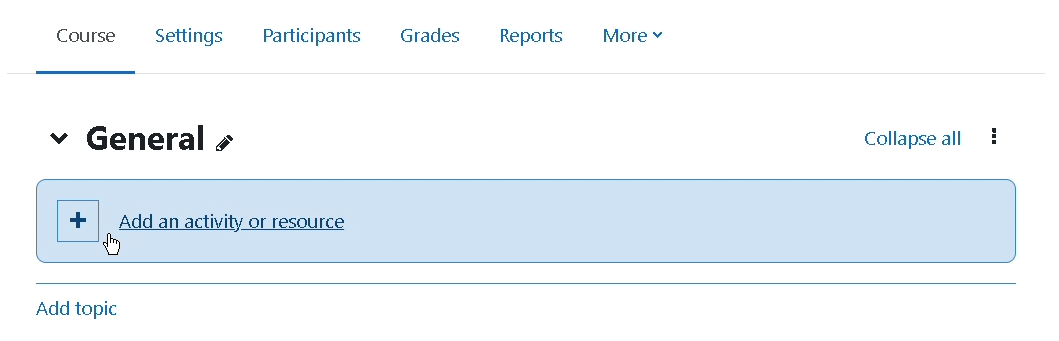 Course Settings Participants Grades Reports More
General Collapse all
Add an activity or resource
Add topic